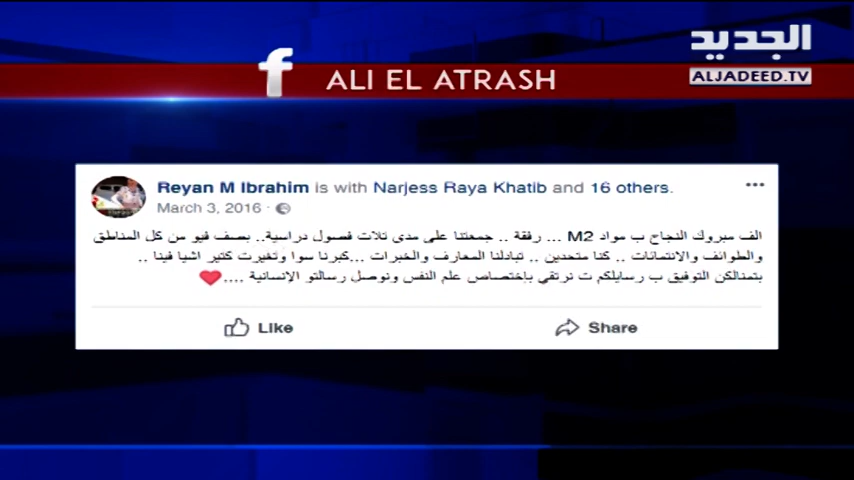 الجديد
ALJADEED.TV
f ALI EL ATRASH
Reyan M Ibrahim is with Narjess Raya Khatib and 16 others.
March 3, 2016
الف مبروك النجاح ب مواد M2 ... رفقة .. جمعتنا على مدى تلات فصول دراسية.. بصف فيو من كل المناطق
والطوائف والانتمائات .. كنا متحدين .. تبادلنا المعارف والخبرات ...كبرنا سوا وتغيرت كتير اشيا فينا ..
بتمنالكن التوفيق ب رسايلكم ت نرتقي بإختصاص علم النفس ونوصل رسالتو الإنسانية ....❤
Like
Share